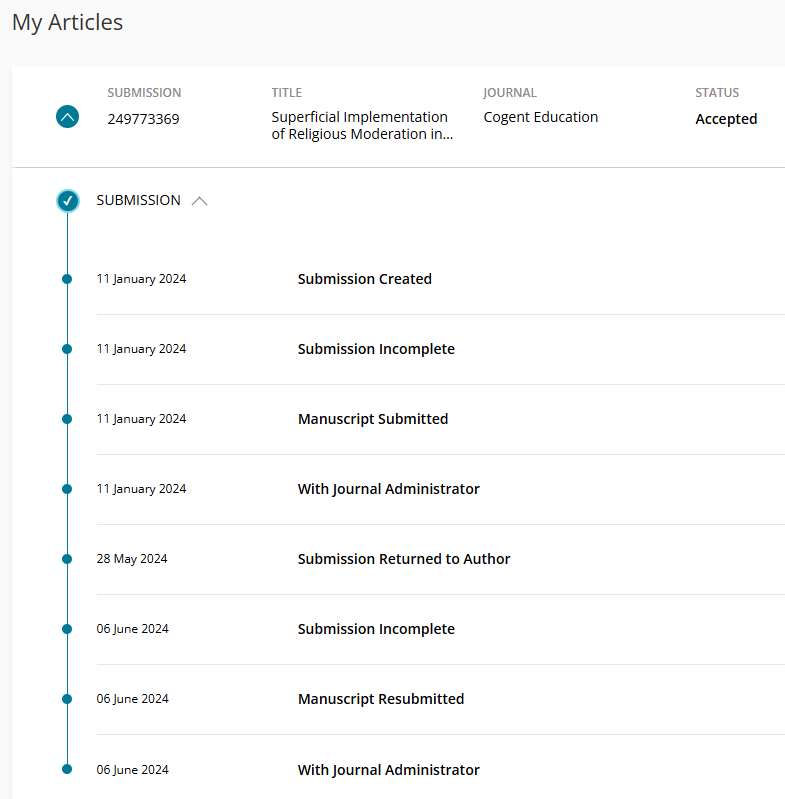 My Articles
SUBMISSION TITLE JOURNAL STATUS
249773369 Superficial Implementation Cogent Education Accepted
of Religious Moderation in...
SUBMISSION
11 January 2024 Submission Created
11 January 2024 Submission Incomplete
11 January 2024 Manuscript Submitted
11 January 2024 With Journal Administrator
28 May 2024 Submission Returned to Author
06 June 2024 Submission Incomplete
06 June 2024 Manuscript Resubmitted
06 June 2024 With Journal Administrator